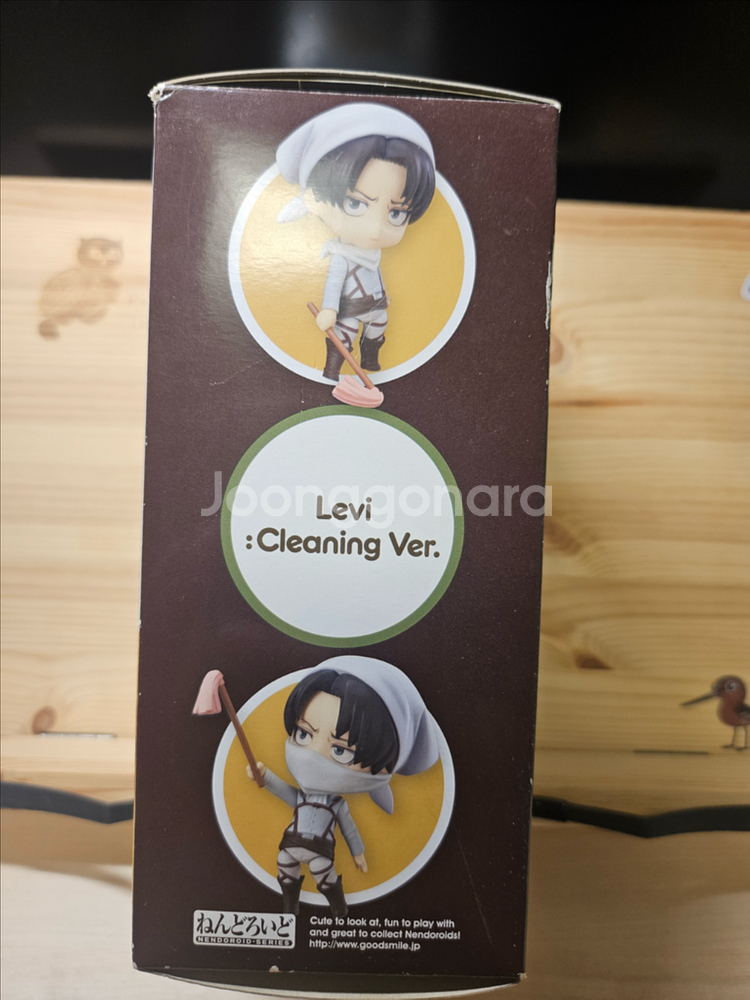 Joonggonara
Levi
:Cleaning Ver.
ねんどろいど
NENDOROID·SERIES
Cute to look at, fun to play with
and great to collect Nendoroids!
http://www.goodsmile.jp